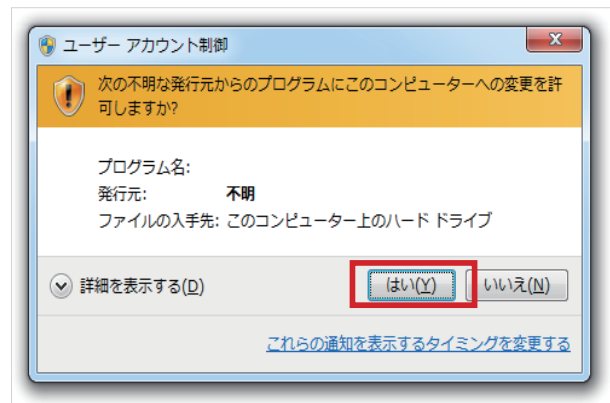 ユーザー アカウント制御
次の不明な発行元からのプログラムにこのコンピューターへの変更を許
可しますか?
プログラム名:
発行元: 不明
ファイルの入手先: このコンピューター上のハード ドライブ
詳細を表示する(D) はい(Y) いいえ(N)
これらの通知を表示するタイミングを変更する